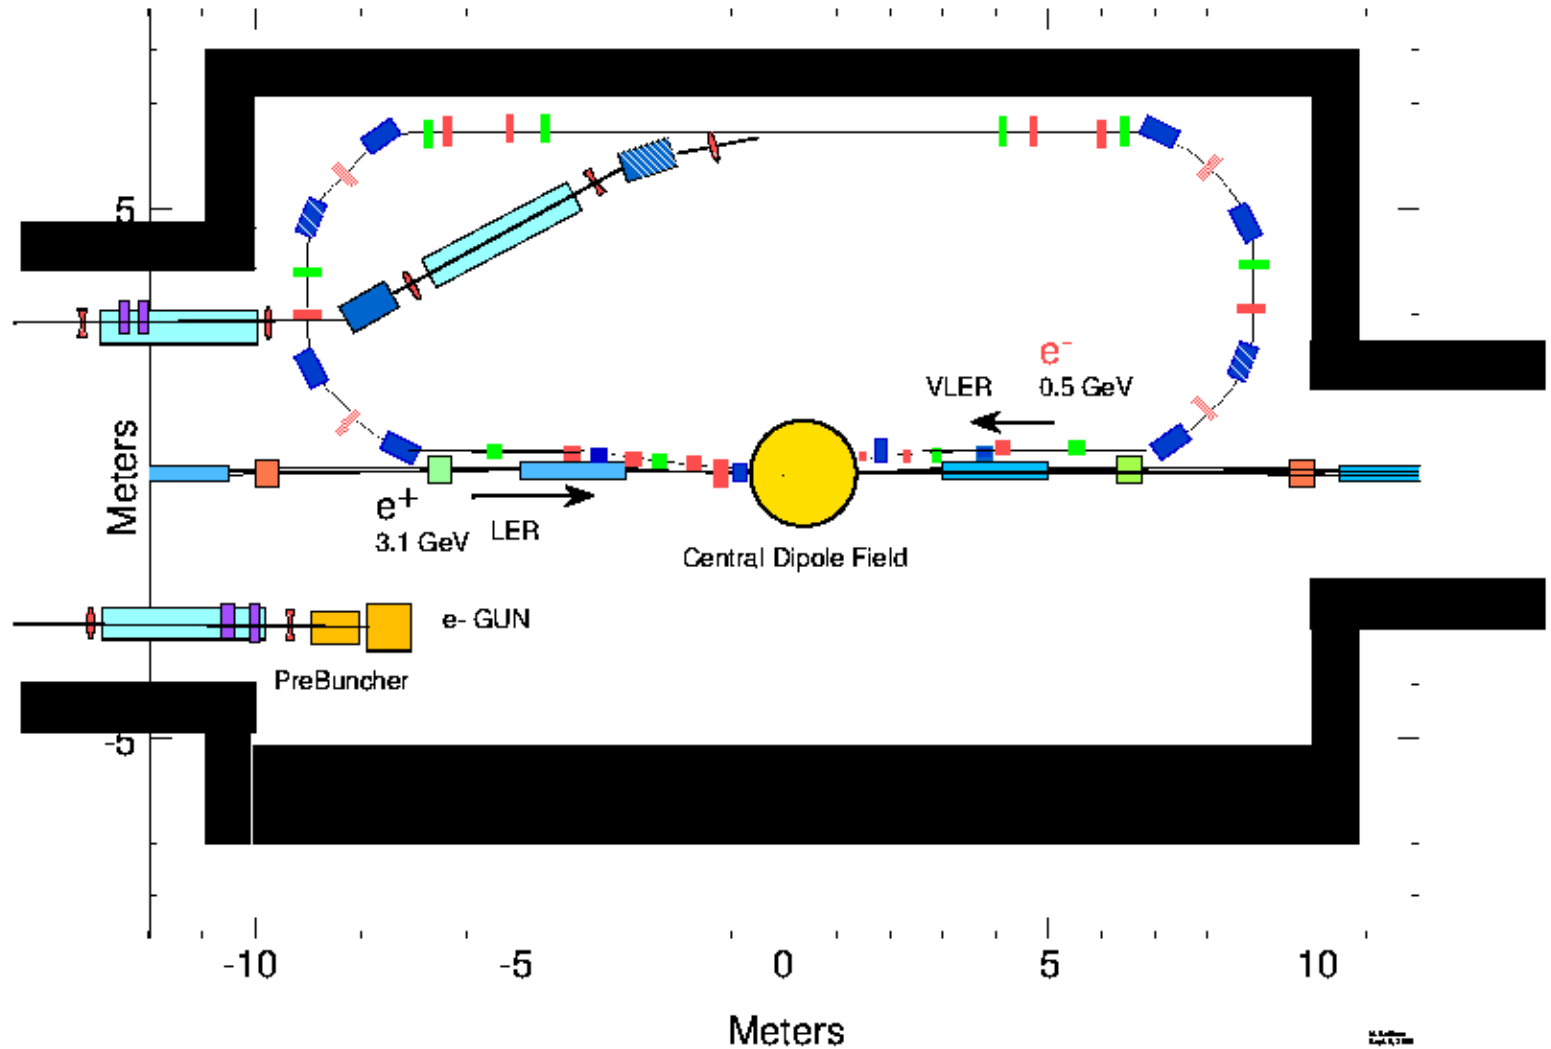 5
e⁻
VLER
0.5 GeV
Meters
e⁺
3.1 GeV
LER
Central Dipole Field
e- GUN
PreBuncher
-5
-10
-5
0
5
10
Meters